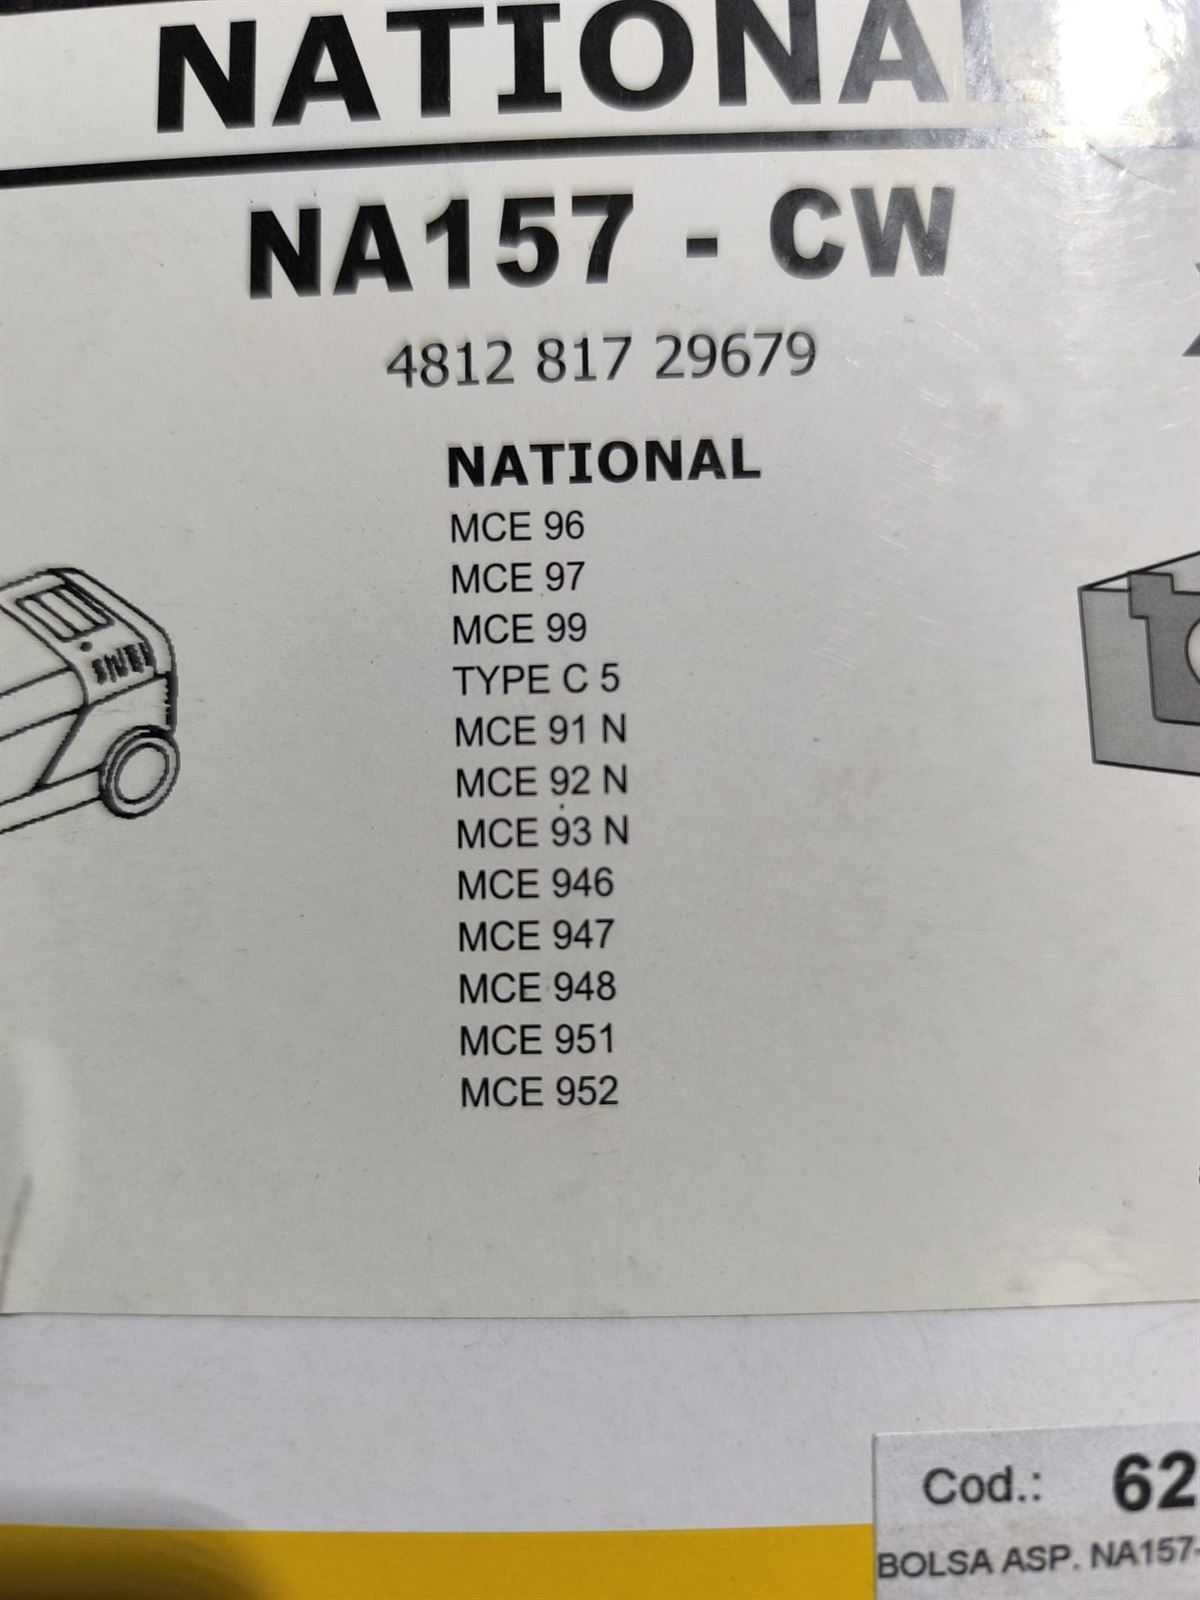 NATIONAL
NA157 - CW
4812 817 29679
NATIONAL
MCE 96
MCE 97
MCE 99
TYPE C 5
MCE 91 N
MCE 92 N
MCE 93 N
MCE 946
MCE 947
MCE 948
MCE 951
MCE 952
Cod.: 62
BOLSA ASP. NA157-